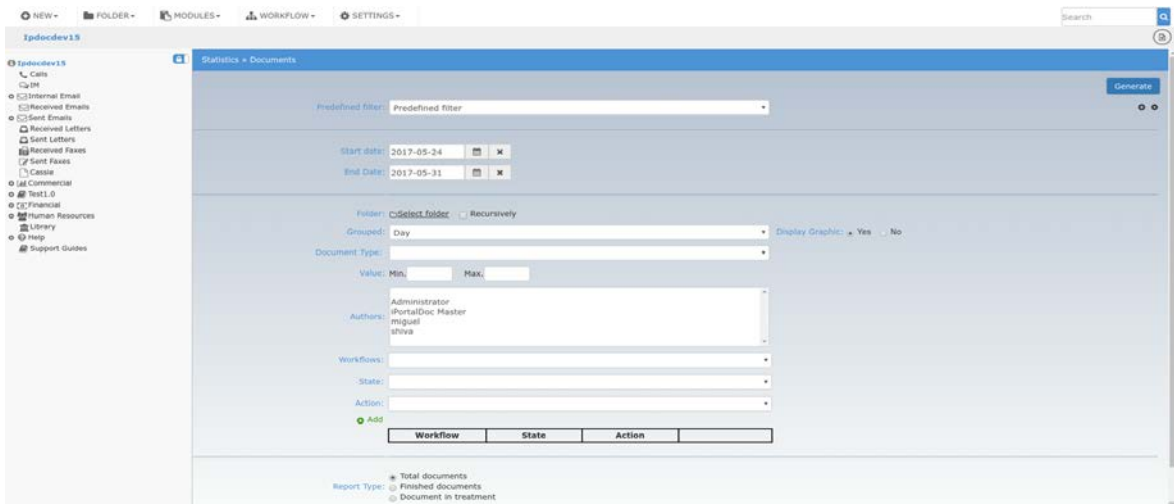 NEW FOLDER MODULES WORKFLOW SETTINGS Search
Ipdocdev15
Ipdocdev15
Calls
IM
Internal Email
Received Emails
Sent Emails
Received Letters
Sent Letters
Received Faxes
Sent Faxes
Cassie
Commercial
Test1.0
Financial
Human Resources
Library
Help
Support Guides
Statistics » Documents
Generate
Predefined filter: Predefined filter
Start date: 2017-05-24
End Date: 2017-05-31
Folder: Select folder Recursively
Grouped: Day Display Graphic: Yes No
Document Type:
Value: Min. Max.
Authors:
Administrator
iPortalDoc Master
miguel
shiva
Workflows:
State:
Action:
Add
Workflow State Action
Report Type:
Total documents
Finished documents
Document in treatment